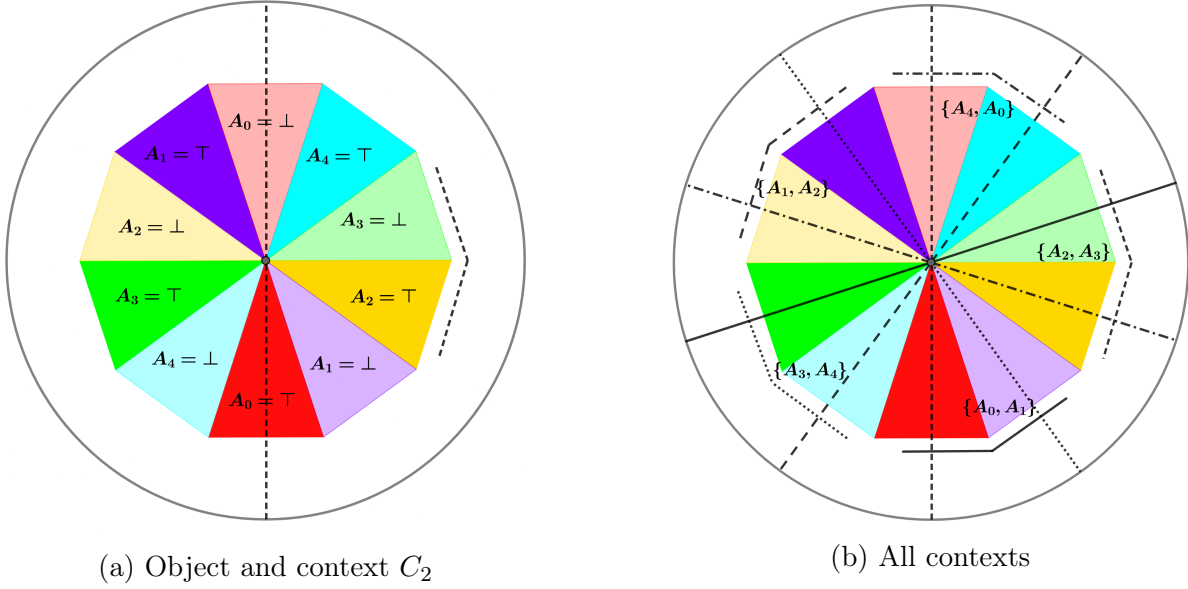 A₀ = ⊥
A₁ = ⊤
A₄ = ⊤
A₂ = ⊥
A₃ = ⊥
A₃ = ⊤
A₂ = ⊤
A₄ = ⊥
A₁ = ⊥
A₀ = ⊤
(a) Object and context C₂
{A₄, A₀}
{A₁, A₂}
{A₂, A₃}
{A₃, A₄}
{A₀, A₁}
(b) All contexts